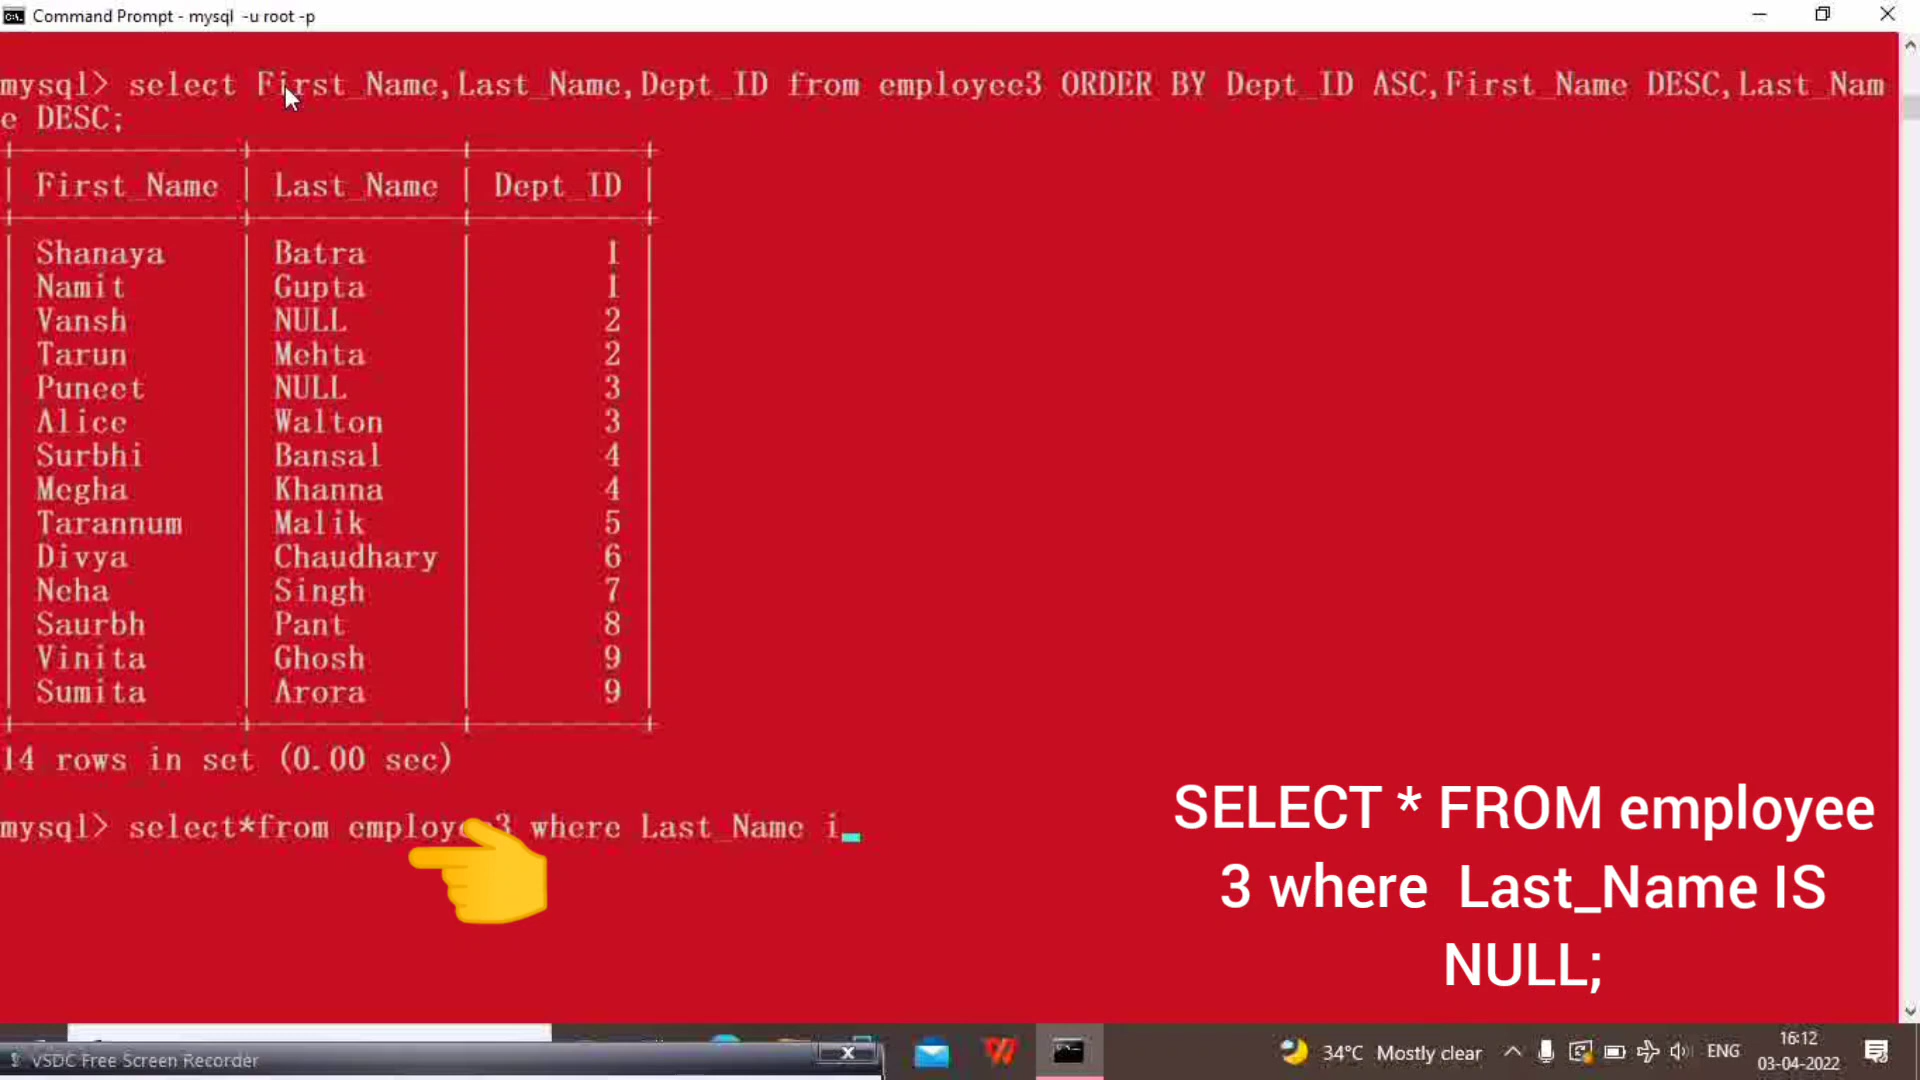 Command Prompt - mysql -u root -p
mysql> select First_Name,Last_Name,Dept_ID from employee3 ORDER BY Dept_ID ASC,First_Name DESC,Last_Nam
e DESC;
First_Name | Last_Name | Dept_ID
Shanaya | Batra | 1
Namit | Gupta | 1
Vansh | NULL | 2
Tarun | Mehta | 2
Puneet | NULL | 3
Alice | Walton | 3
Surbhi | Bansal | 4
Megha | Khanna | 4
Tarannum | Malik | 5
Divya | Chaudhary | 6
Neha | Singh | 7
Saurbh | Pant | 8
Vinita | Ghosh | 9
Sumita | Arora | 9
14 rows in set (0.00 sec)
mysql> select*from employee3 where Last_Name i
SELECT * FROM employee
3 where Last_Name IS
NULL;
VSDC Free Screen Recorder
34°C Mostly clear
ENG
16:12
03-04-2022